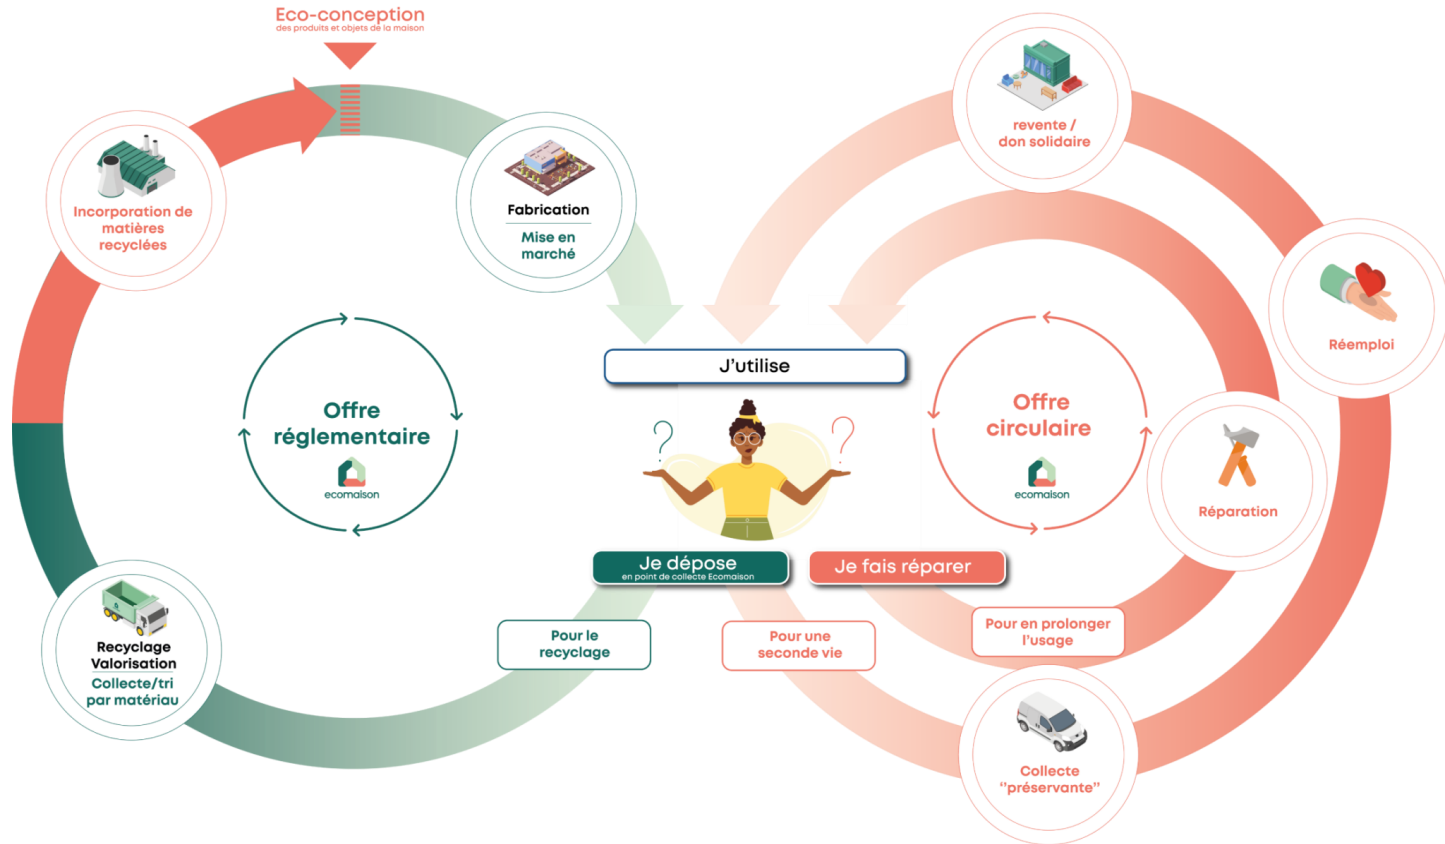 Eco-conception
des produits et objets de la maison
Incorporation de
matières
recyclées
Fabrication
Mise en
marché
revente /
don solidaire
Réemploi
Réparation
J'utilise
Offre
réglementaire
ecomaison
Offre
circulaire
ecomaison
Je dépose
en point de collecte Ecomaison
Je fais réparer
Pour le
recyclage
Pour une
seconde vie
Pour en prolonger
l'usage
Recyclage
Valorisation
Collecte/tri
par matériau
Collecte
"préservante"